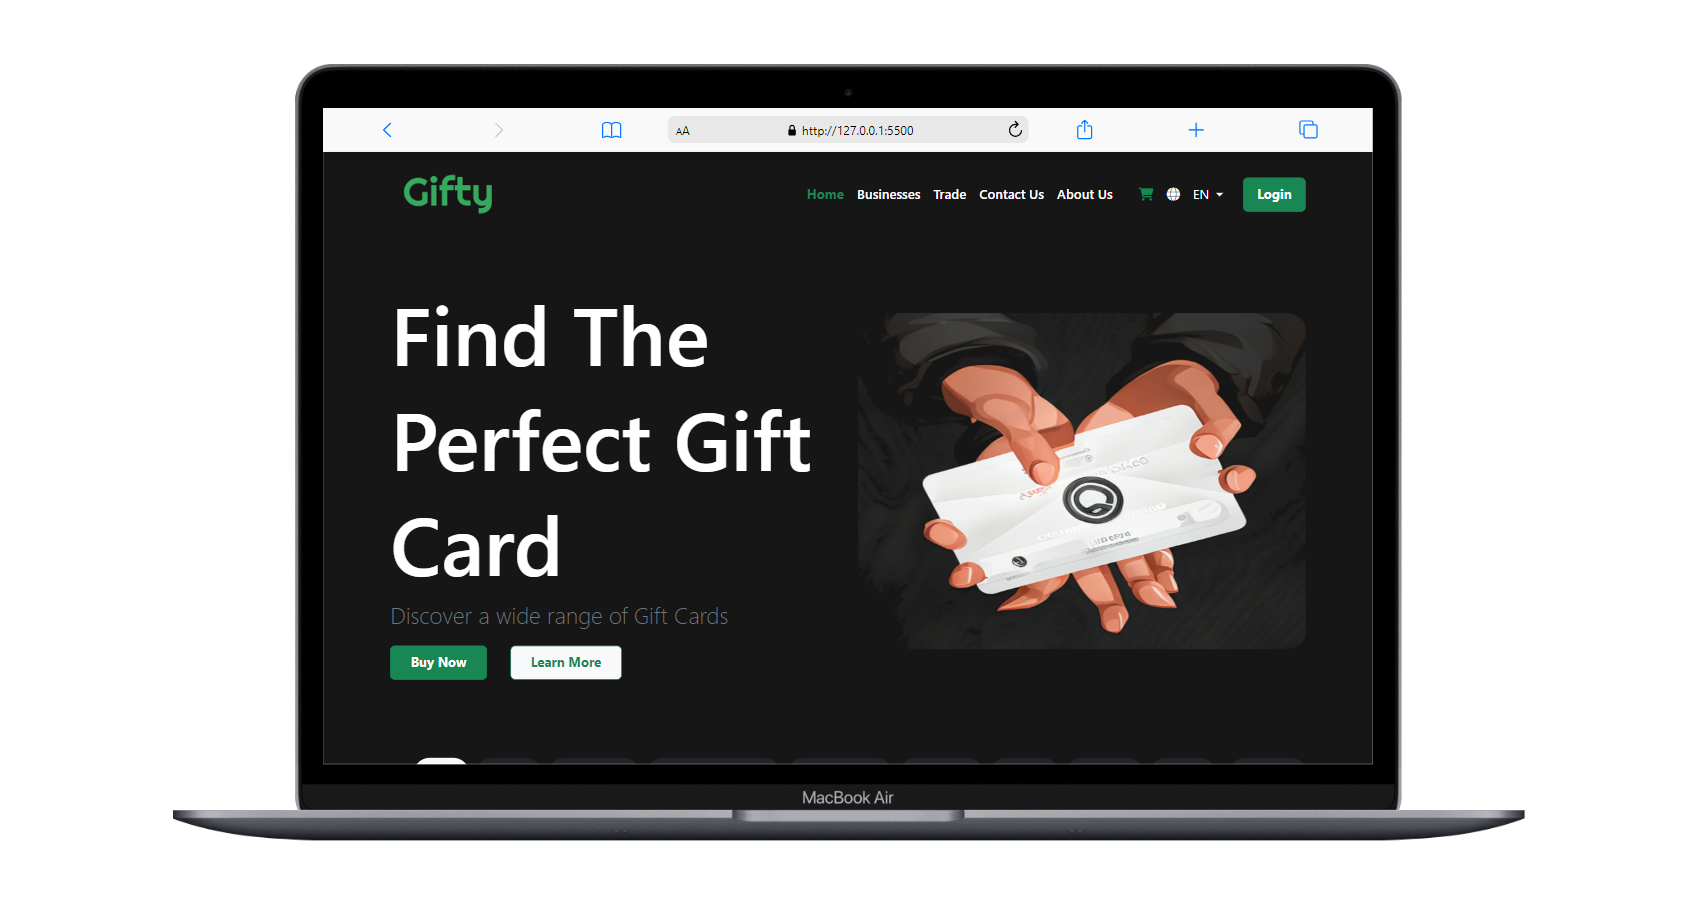 AA http://127.0.0.1:5500
Gifty Home Businesses Trade Contact Us About Us EN Login
Find The
Perfect Gift
Card
Discover a wide range of Gift Cards
Buy Now Learn More
MacBook Air